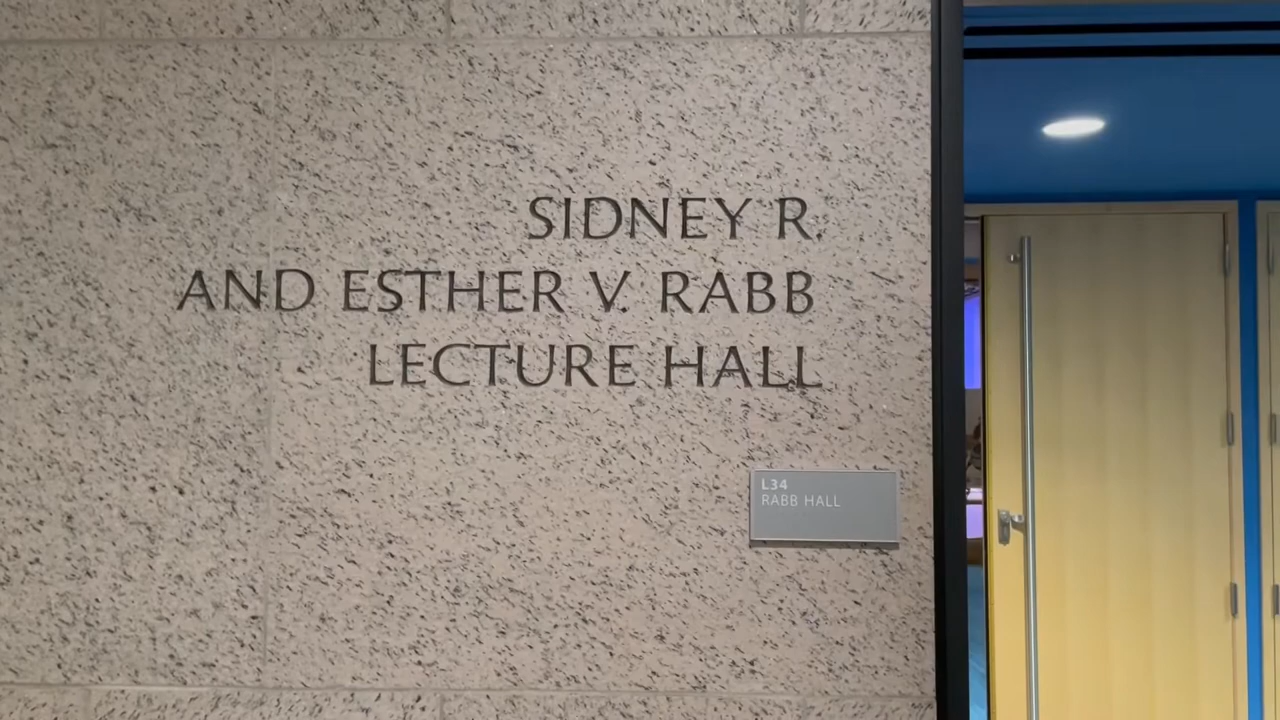 SIDNEY R.
AND ESTHER V. RABB
LECTURE HALL
L34
RABB HALL